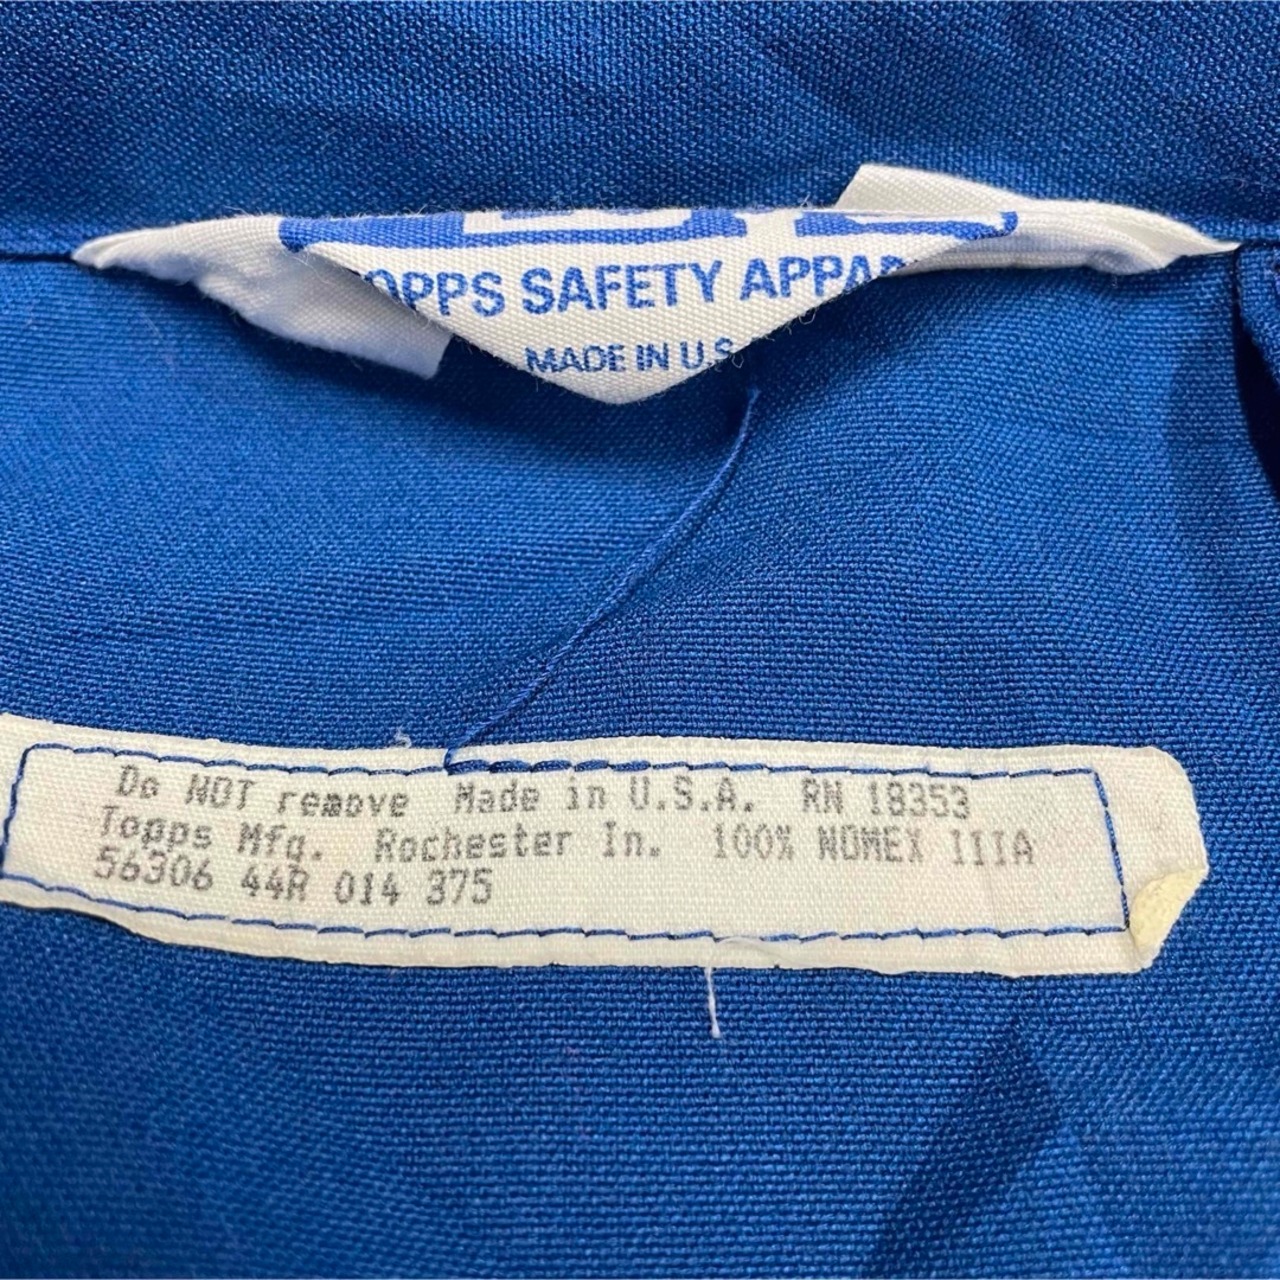 OPPS SAFETY APPAR
MADE IN U.S.
Do NOT remove Made in U.S.A. RN 18353
Topps Mfg. Rochester In. 100% NOMEX IIIA
56306 44R 014 375